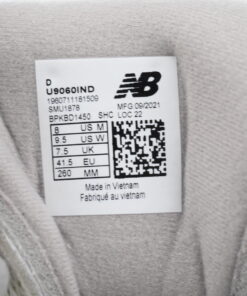 D
U9060IND
1960711181509
SMU1878
BPKBD1450
NB
MFG 09/2021
SHC LOC 22
8 US M
9.5 US W
7.5 UK
41.5 EU
260 MM
Made in Vietnam
Fabriqué au vietnam